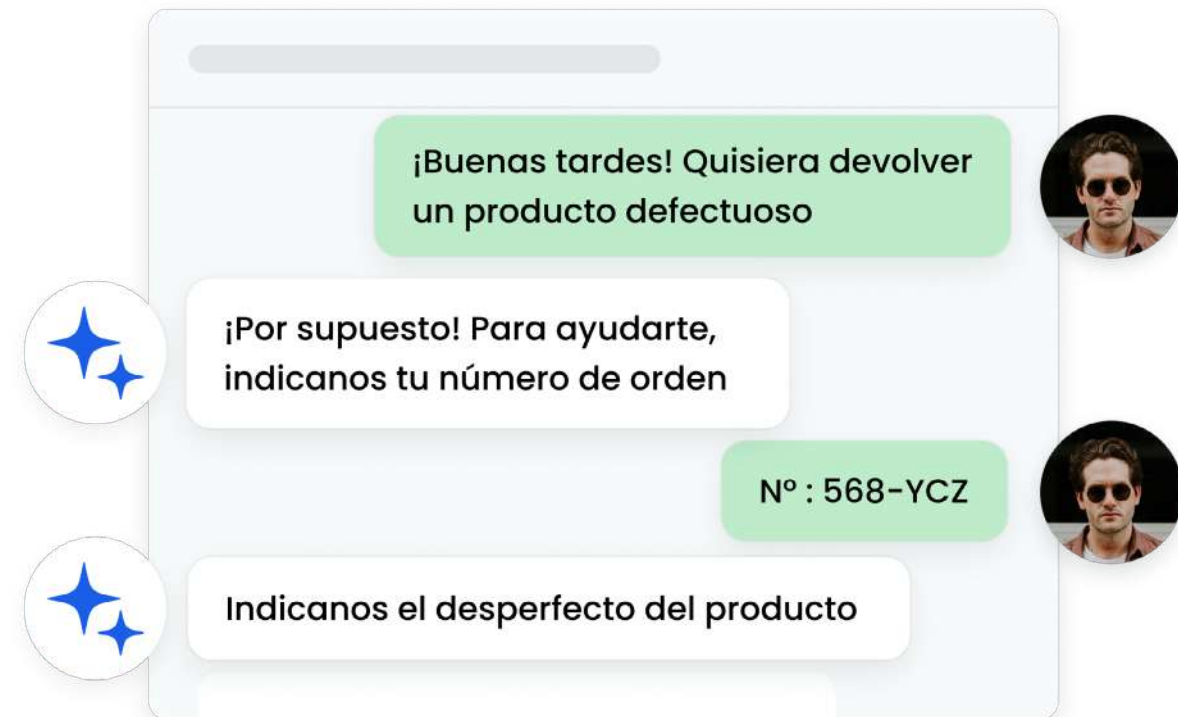 ¡Buenas tardes! Quisiera devolver
un producto defectuoso
¡Por supuesto! Para ayudarte,
indicanos tu número de orden
Nº : 568-YCZ
Indicanos el desperfecto del producto